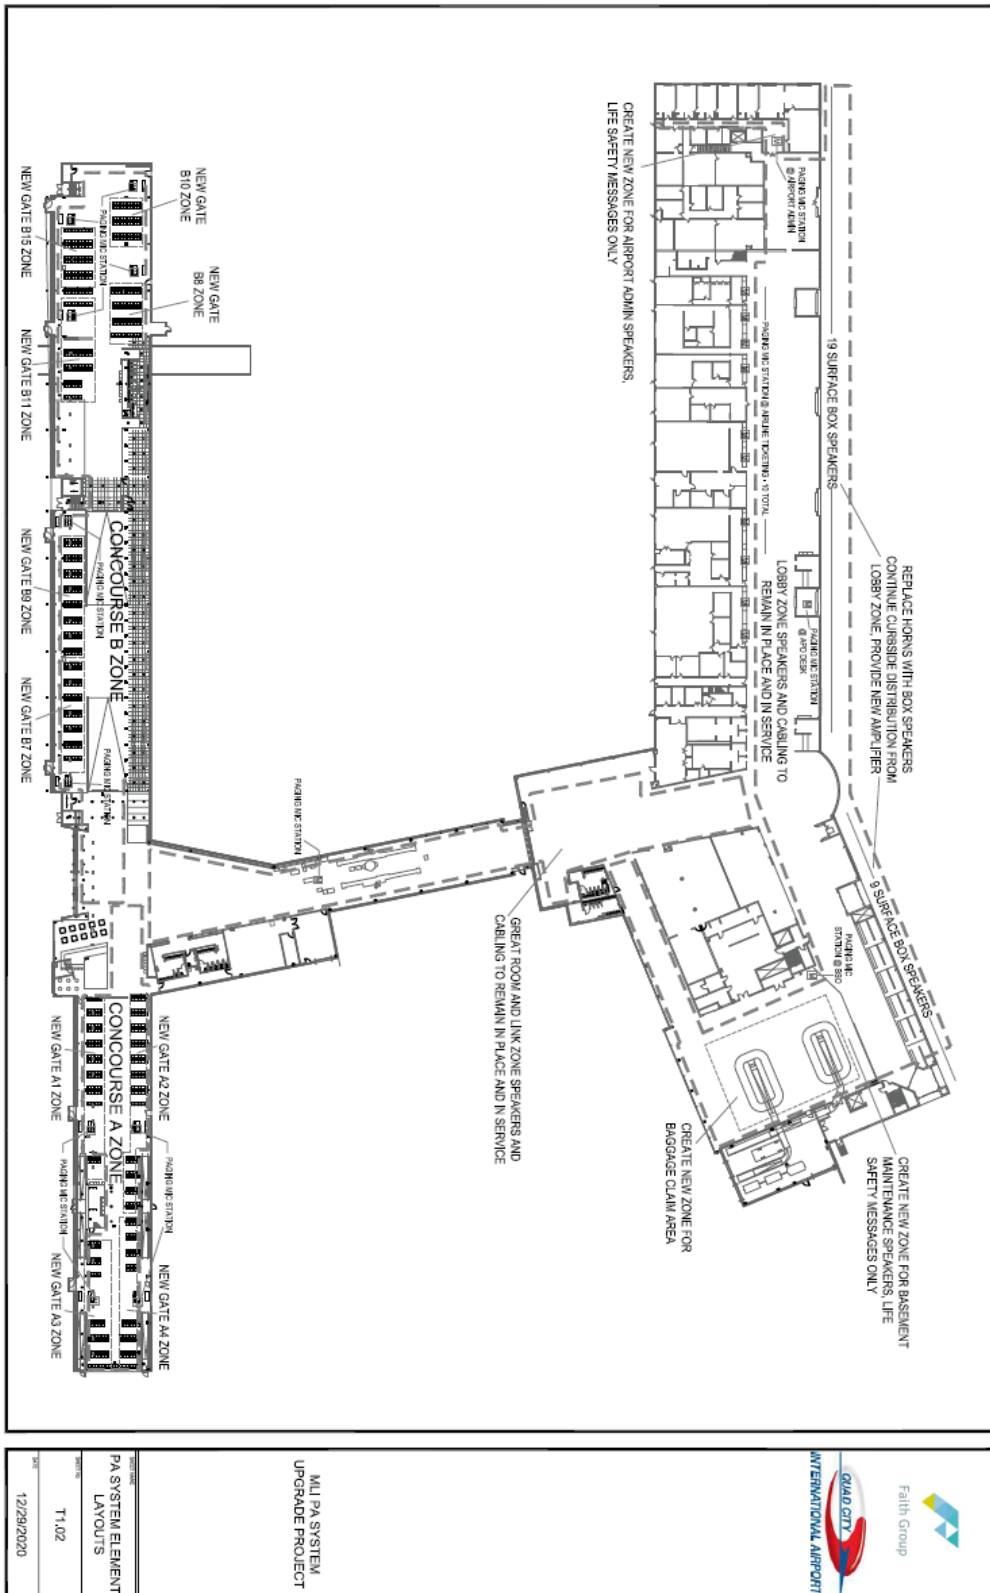 CREATE NEW ZONE FOR AIRPORT ADMIN SPEAKERS,
LIFE SAFETY MESSAGES ONLY
PAGING MIC STATION
@ AIRPORT ADMIN
19 SURFACE BOX SPEAKERS
PAGING MIC STATION @ AIRLINE TICKETING - 10 TOTAL
REPLACE HORNS WITH BOX SPEAKERS
CONTINUE CURBSIDE DISTRIBUTION FROM
LOBBY ZONE, PROVIDE NEW AMPLIFIER
LOBBY ZONE SPEAKERS AND CABLING TO
REMAIN IN PLACE AND IN SERVICE
PAGING MIC STATION
@ APO DESK
9 SURFACE BOX SPEAKERS
PAGING MIC
STATION @ BSO
CREATE NEW ZONE FOR BASEMENT
MAINTENANCE SPEAKERS, LIFE
SAFETY MESSAGES ONLY
CREATE NEW ZONE FOR
BAGGAGE CLAIM AREA
GREAT ROOM AND LINK ZONE SPEAKERS AND
CABLING TO REMAIN IN PLACE AND IN SERVICE
PAGING MIC STATION
NEW GATE
B10 ZONE
NEW GATE
B8 ZONE
PAGING MIC STATION
NEW GATE B15 ZONE
NEW GATE B11 ZONE
CONCOURSE B ZONE
PAGING MIC STATION
NEW GATE B9 ZONE
NEW GATE B7 ZONE
PAGING MIC STATION
CONCOURSE A ZONE
NEW GATE A2 ZONE
NEW GATE A1 ZONE
PAGING MIC STATION
PAGING MIC STATION
NEW GATE A4 ZONE
NEW GATE A3 ZONE
Faith Group
QUAD CITY
INTERNATIONAL AIRPORT
MLI PA SYSTEM
UPGRADE PROJECT
SHEET NAME
PA SYSTEM ELEMENT
LAYOUTS
SHEET NO
T1.02
DATE
12/29/2020